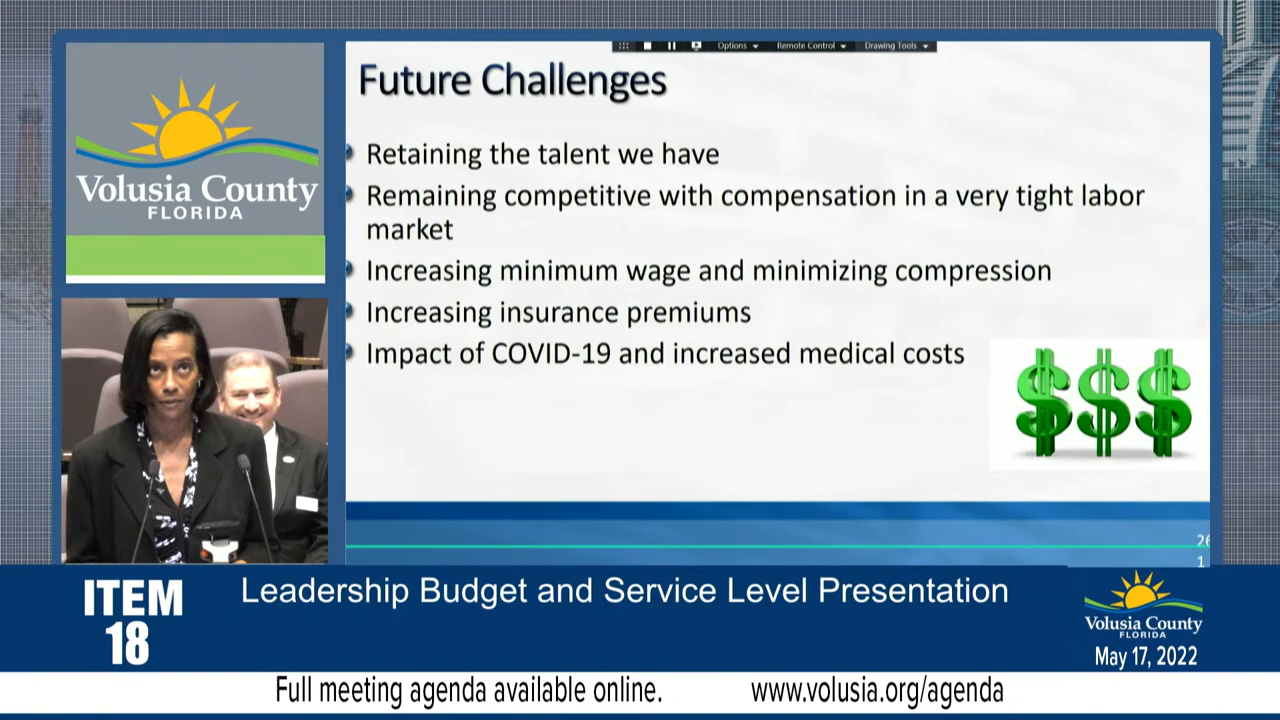 Options
Remote Control
Drawing Tools
Volusia County
FLORIDA
Future Challenges
Retaining the talent we have
Remaining competitive with compensation in a very tight labor
market
Increasing minimum wage and minimizing compression
Increasing insurance premiums
Impact of COVID-19 and increased medical costs
$$$
26
1
ITEM
18
Leadership Budget and Service Level Presentation
Volusia County
FLORIDA
May 17, 2022
Full meeting agenda available online.
www.volusia.org/agenda